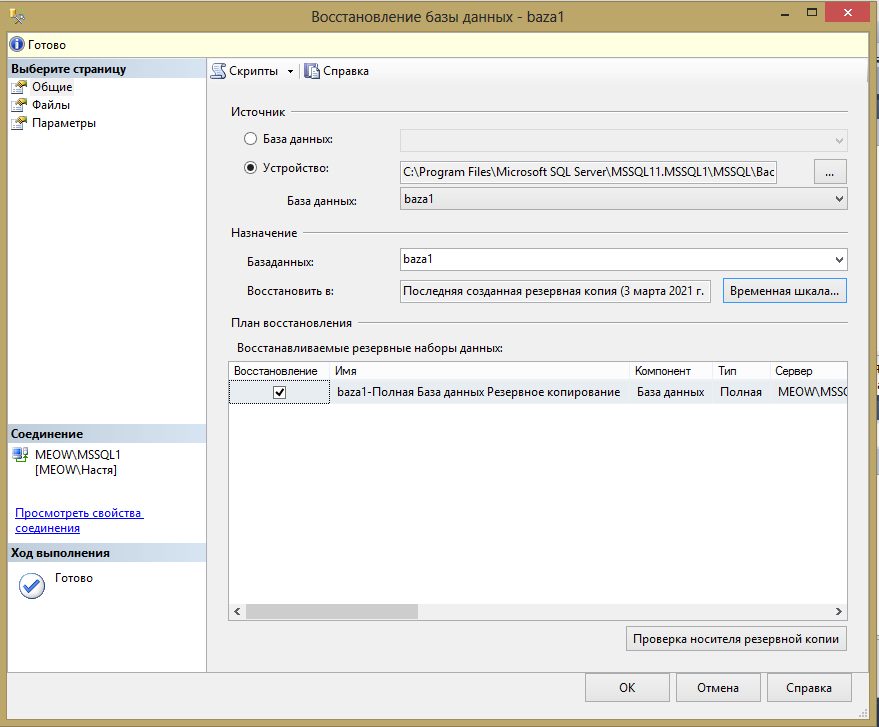 Восстановление базы данных - baza1
Готово
Выберите страницу
Общие
Файлы
Параметры
Скрипты
Справка
Источник
База данных:
Устройство:
C:\Program Files\Microsoft SQL Server\MSSQL11.MSSQL1\MSSQL\Bac
...
База данных:
baza1
Назначение
Базаданных:
baza1
Восстановить в:
Последняя созданная резервная копия (3 марта 2021 г.
Временная шкала...
План восстановления
Восстанавливаемые резервные наборы данных:
Восстановление Имя Компонент Тип Сервер
baza1-Полная База данных Резервное копирование База данных Полная MEOW\MSSQ
Соединение
MEOW\MSSQL1
[MEOW\Настя]
Просмотреть свойства
соединения
Ход выполнения
Готово
Проверка носителя резервной копии
ОК
Отмена
Справка